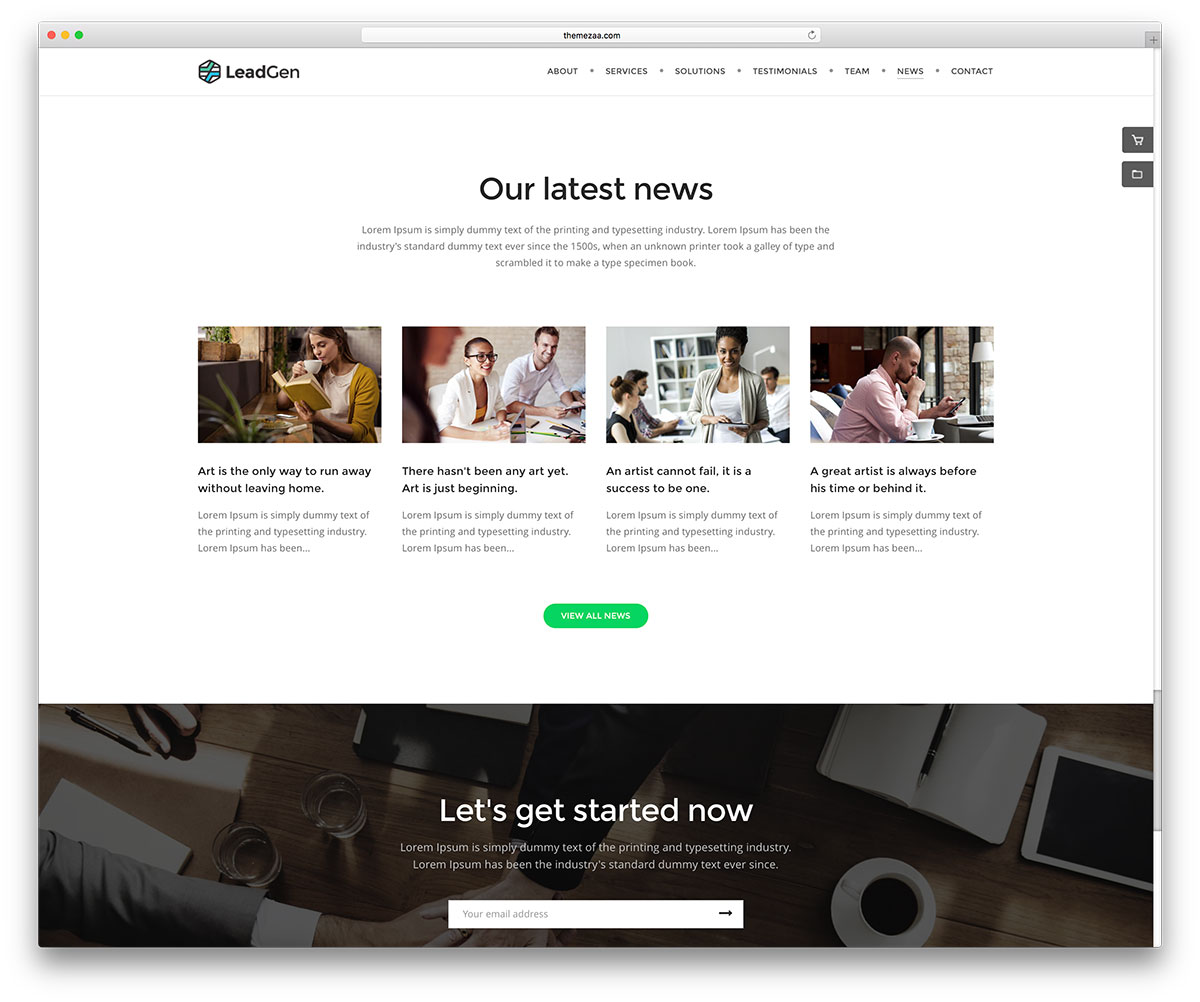 themezaa.com
LeadGen
ABOUT • SERVICES • SOLUTIONS • TESTIMONIALS • TEAM • NEWS • CONTACT
Our latest news
Lorem Ipsum is simply dummy text of the printing and typesetting industry. Lorem Ipsum has been the
industry's standard dummy text ever since the 1500s, when an unknown printer took a galley of type and
scrambled it to make a type specimen book.
Art is the only way to run away
without leaving home.
Lorem Ipsum is simply dummy text of
the printing and typesetting industry.
Lorem Ipsum has been...
There hasn't been any art yet.
Art is just beginning.
Lorem Ipsum is simply dummy text of
the printing and typesetting industry.
Lorem Ipsum has been...
An artist cannot fail, it is a
success to be one.
Lorem Ipsum is simply dummy text of
the printing and typesetting industry.
Lorem Ipsum has been...
A great artist is always before
his time or behind it.
Lorem Ipsum is simply dummy text of
the printing and typesetting industry.
Lorem Ipsum has been...
VIEW ALL NEWS
Let's get started now
Lorem Ipsum is simply dummy text of the printing and typesetting industry.
Lorem Ipsum has been the industry's standard dummy text ever since.
Your email address